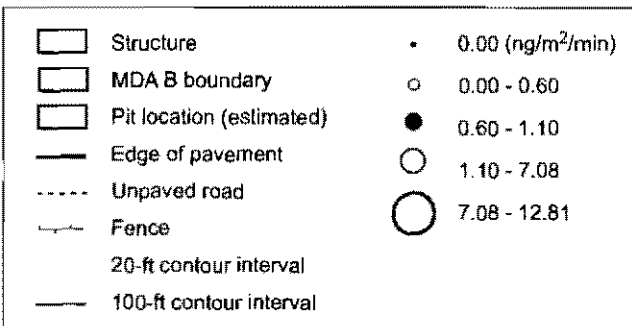 Structure
MDA B boundary
Pit location (estimated)
Edge of pavement
Unpaved road
Fence
20-ft contour interval
100-ft contour interval
0.00 (ng/m²/min)
0.00 - 0.60
0.60 - 1.10
1.10 - 7.08
7.08 - 12.81